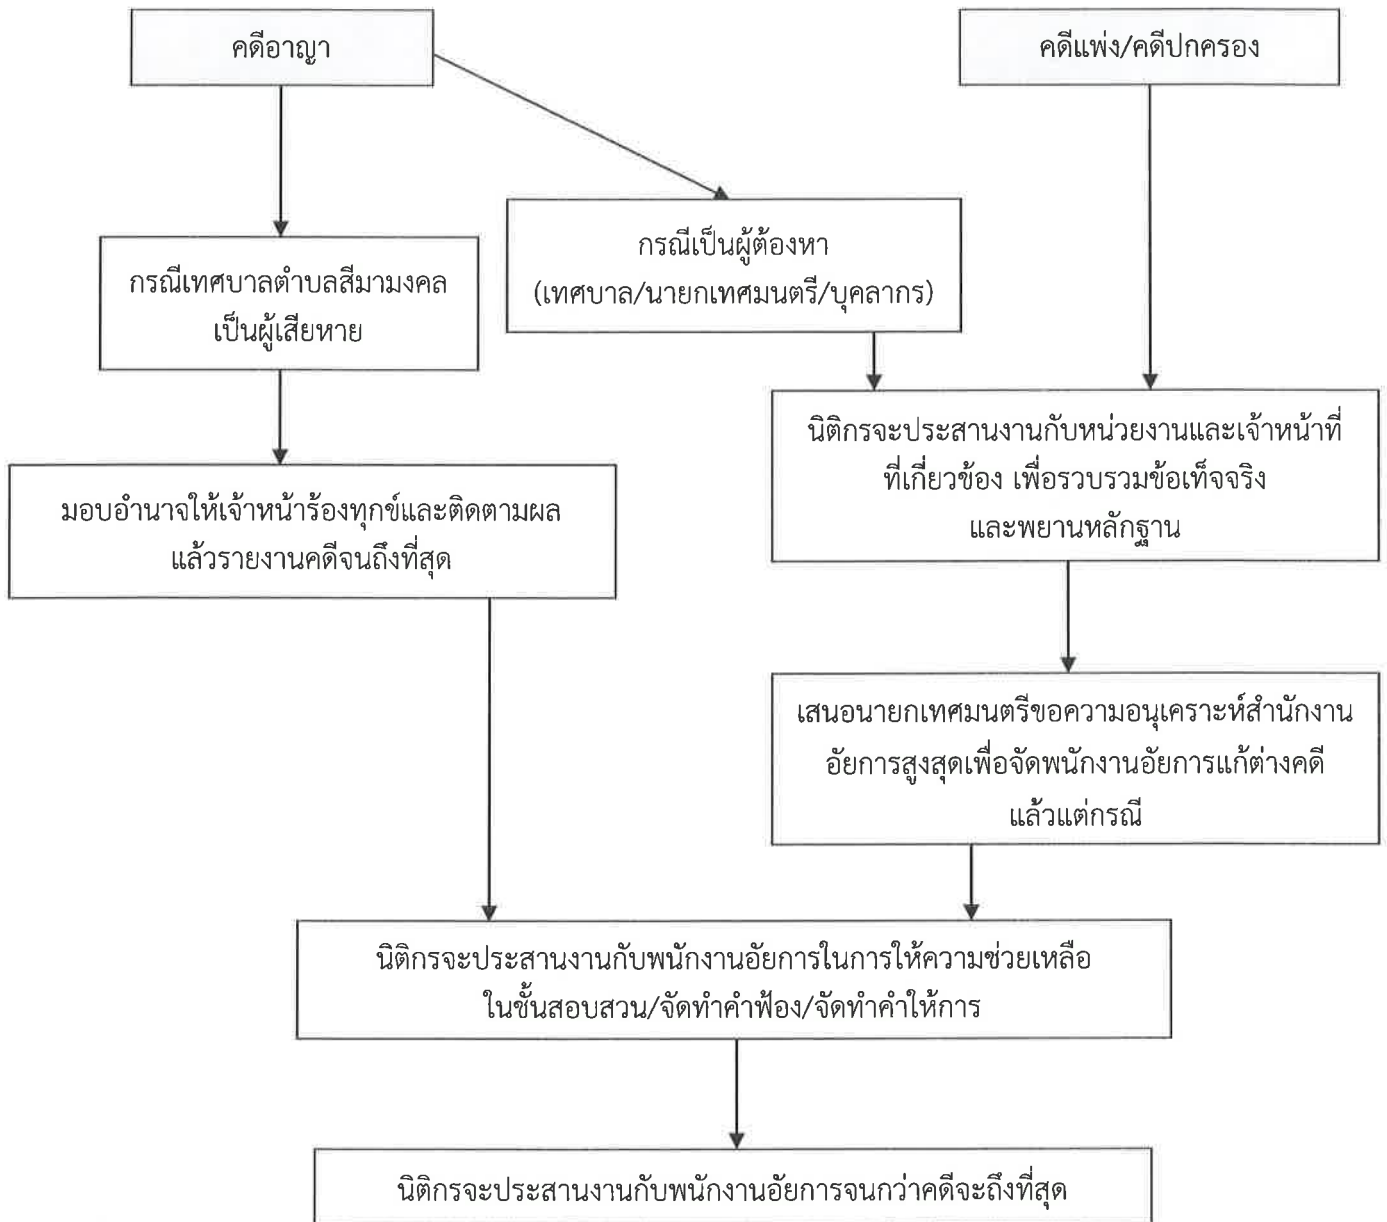 คดีอาญา
คดีแพ่ง/คดีปกครอง
กรณีเป็นผู้ต้องหา
(เทศบาล/นายกเทศมนตรี/บุคลากร)
กรณีเทศบาลตำบลสีมามงคล
เป็นผู้เสียหาย
นิติกรจะประสานงานกับหน่วยงานและเจ้าหน้าที่
ที่เกี่ยวข้อง เพื่อรวบรวมข้อเท็จจริง
และพยานหลักฐาน
มอบอำนาจให้เจ้าหน้าร้องทุกข์และติดตามผล
แล้วรายงานคดีจนถึงที่สุด
เสนอนายกเทศมนตรีขอความอนุเคราะห์สำนักงาน
อัยการสูงสุดเพื่อจัดพนักงานอัยการแก้ต่างคดี
แล้วแต่กรณี
นิติกรจะประสานงานกับพนักงานอัยการในการให้ความช่วยเหลือ
ในชั้นสอบสวน/จัดทำคำฟ้อง/จัดทำคำให้การ
นิติกรจะประสานงานกับพนักงานอัยการจนกว่าคดีจะถึงที่สุด